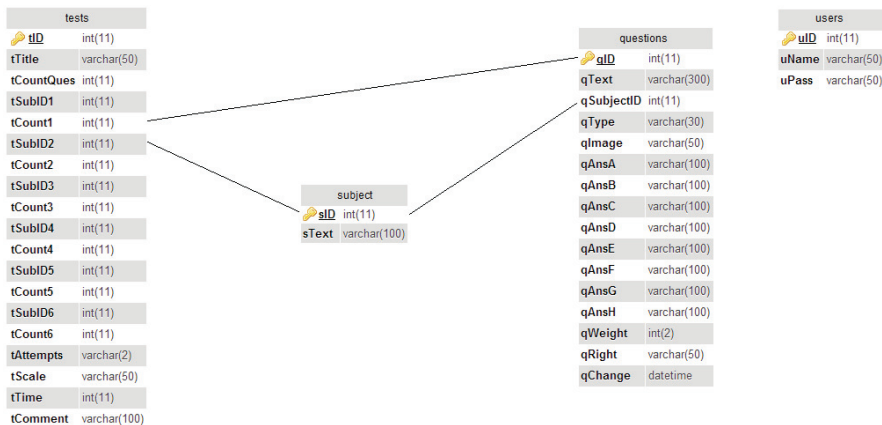 tests
tID int(11)
tTitle varchar(50)
tCountQues int(11)
tSubID1 int(11)
tCount1 int(11)
tSubID2 int(11)
tCount2 int(11)
tSubID3 int(11)
tCount3 int(11)
tSubID4 int(11)
tCount4 int(11)
tSubID5 int(11)
tCount5 int(11)
tSubID6 int(11)
tCount6 int(11)
tAttempts varchar(2)
tScale varchar(50)
tTime int(11)
tComment varchar(100)
subject
sID int(11)
sText varchar(100)
questions
qID int(11)
qText varchar(300)
qSubjectID int(11)
qType varchar(30)
qImage varchar(50)
qAnsA varchar(100)
qAnsB varchar(100)
qAnsC varchar(100)
qAnsD varchar(100)
qAnsE varchar(100)
qAnsF varchar(100)
qAnsG varchar(100)
qAnsH varchar(100)
qWeight int(2)
qRight varchar(50)
qChange datetime
users
uID int(11)
uName varchar(50)
uPass varchar(50)